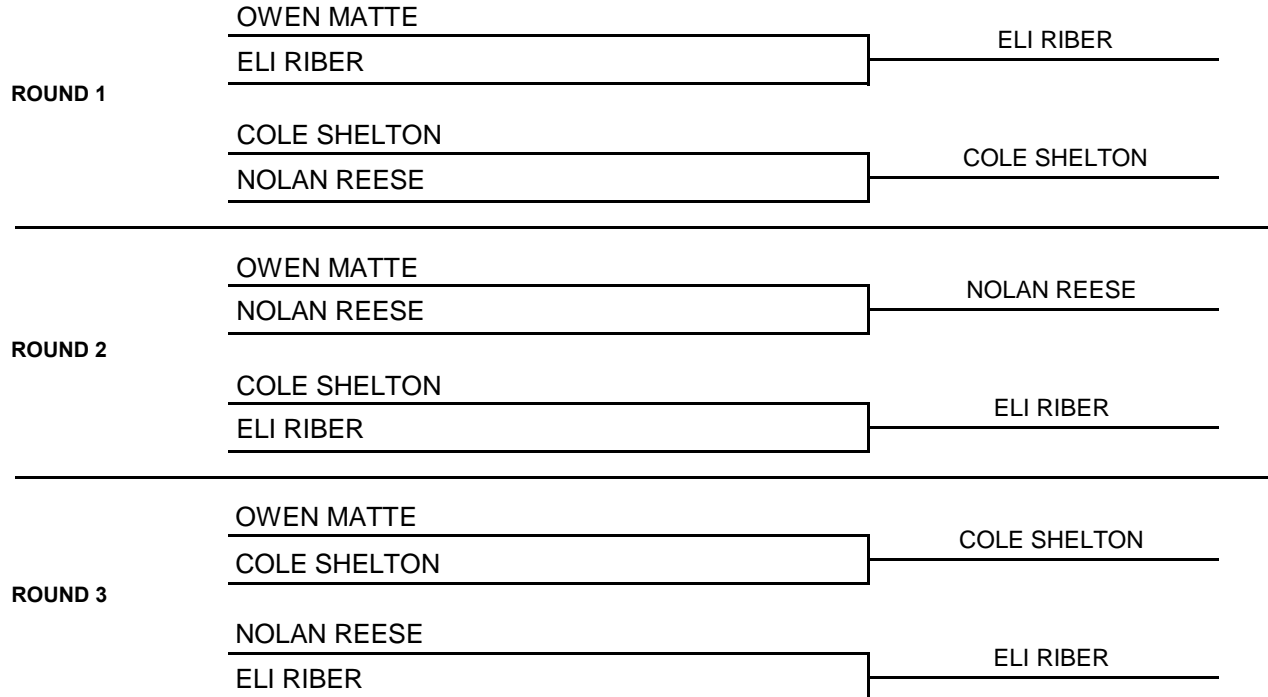 OWEN MATTE
ELI RIBER
ELI RIBER
ROUND 1
COLE SHELTON
COLE SHELTON
NOLAN REESE
OWEN MATTE
NOLAN REESE
NOLAN REESE
ROUND 2
COLE SHELTON
ELI RIBER
ELI RIBER
OWEN MATTE
COLE SHELTON
COLE SHELTON
ROUND 3
NOLAN REESE
ELI RIBER
ELI RIBER